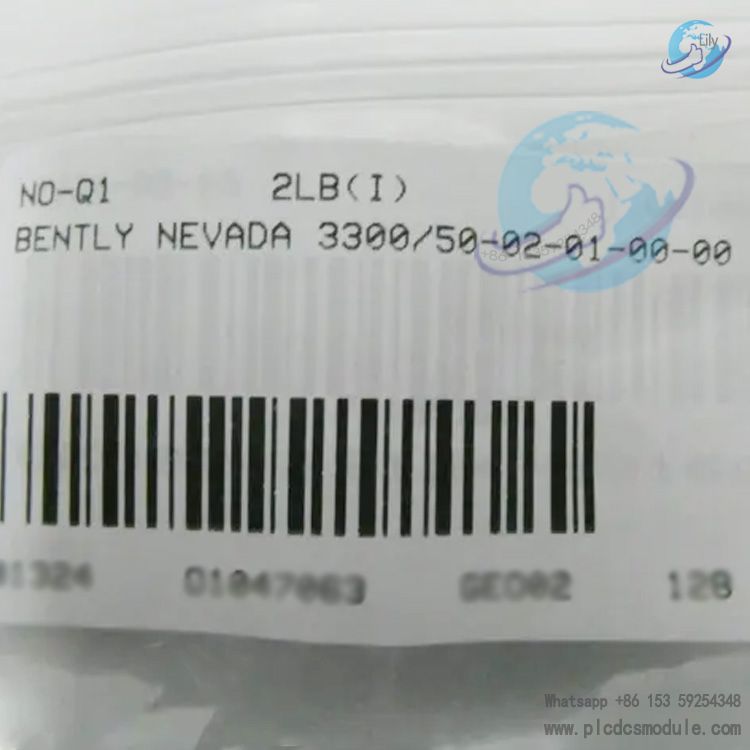 Eily
NO-Q1 2LB(I)
BENTLY NEVADA 3300/50-02-01-00-00
01047063
GE002 128
Whatsapp +86 153 59254348
www.plcdcsmodule.com